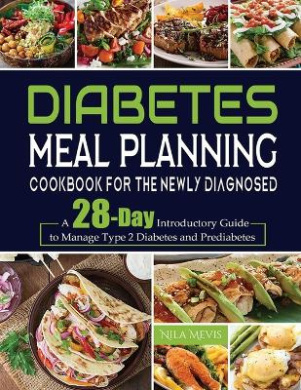 DIABETES
MEAL PLANNING
COOKBOOK FOR THE NEWLY DIAGNOSED
A 28-Day Introductory Guide
to Manage Type 2 Diabetes and Prediabetes
NILA MEVIS